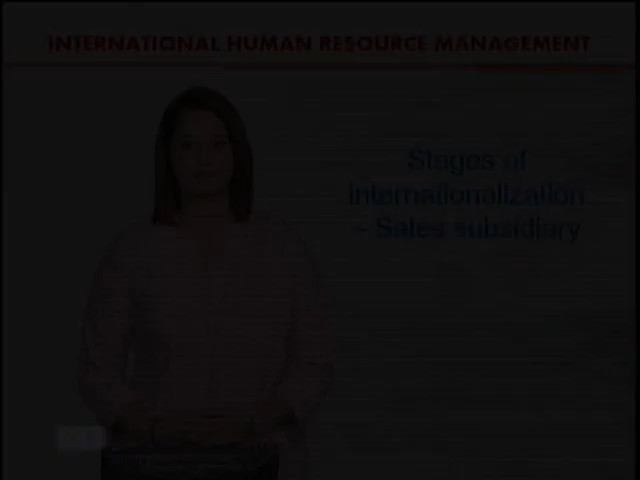 INTERNATIONAL HUMAN RESOURCE MANAGEMENT
Stages of
Internationalization
– Sales subsidiary